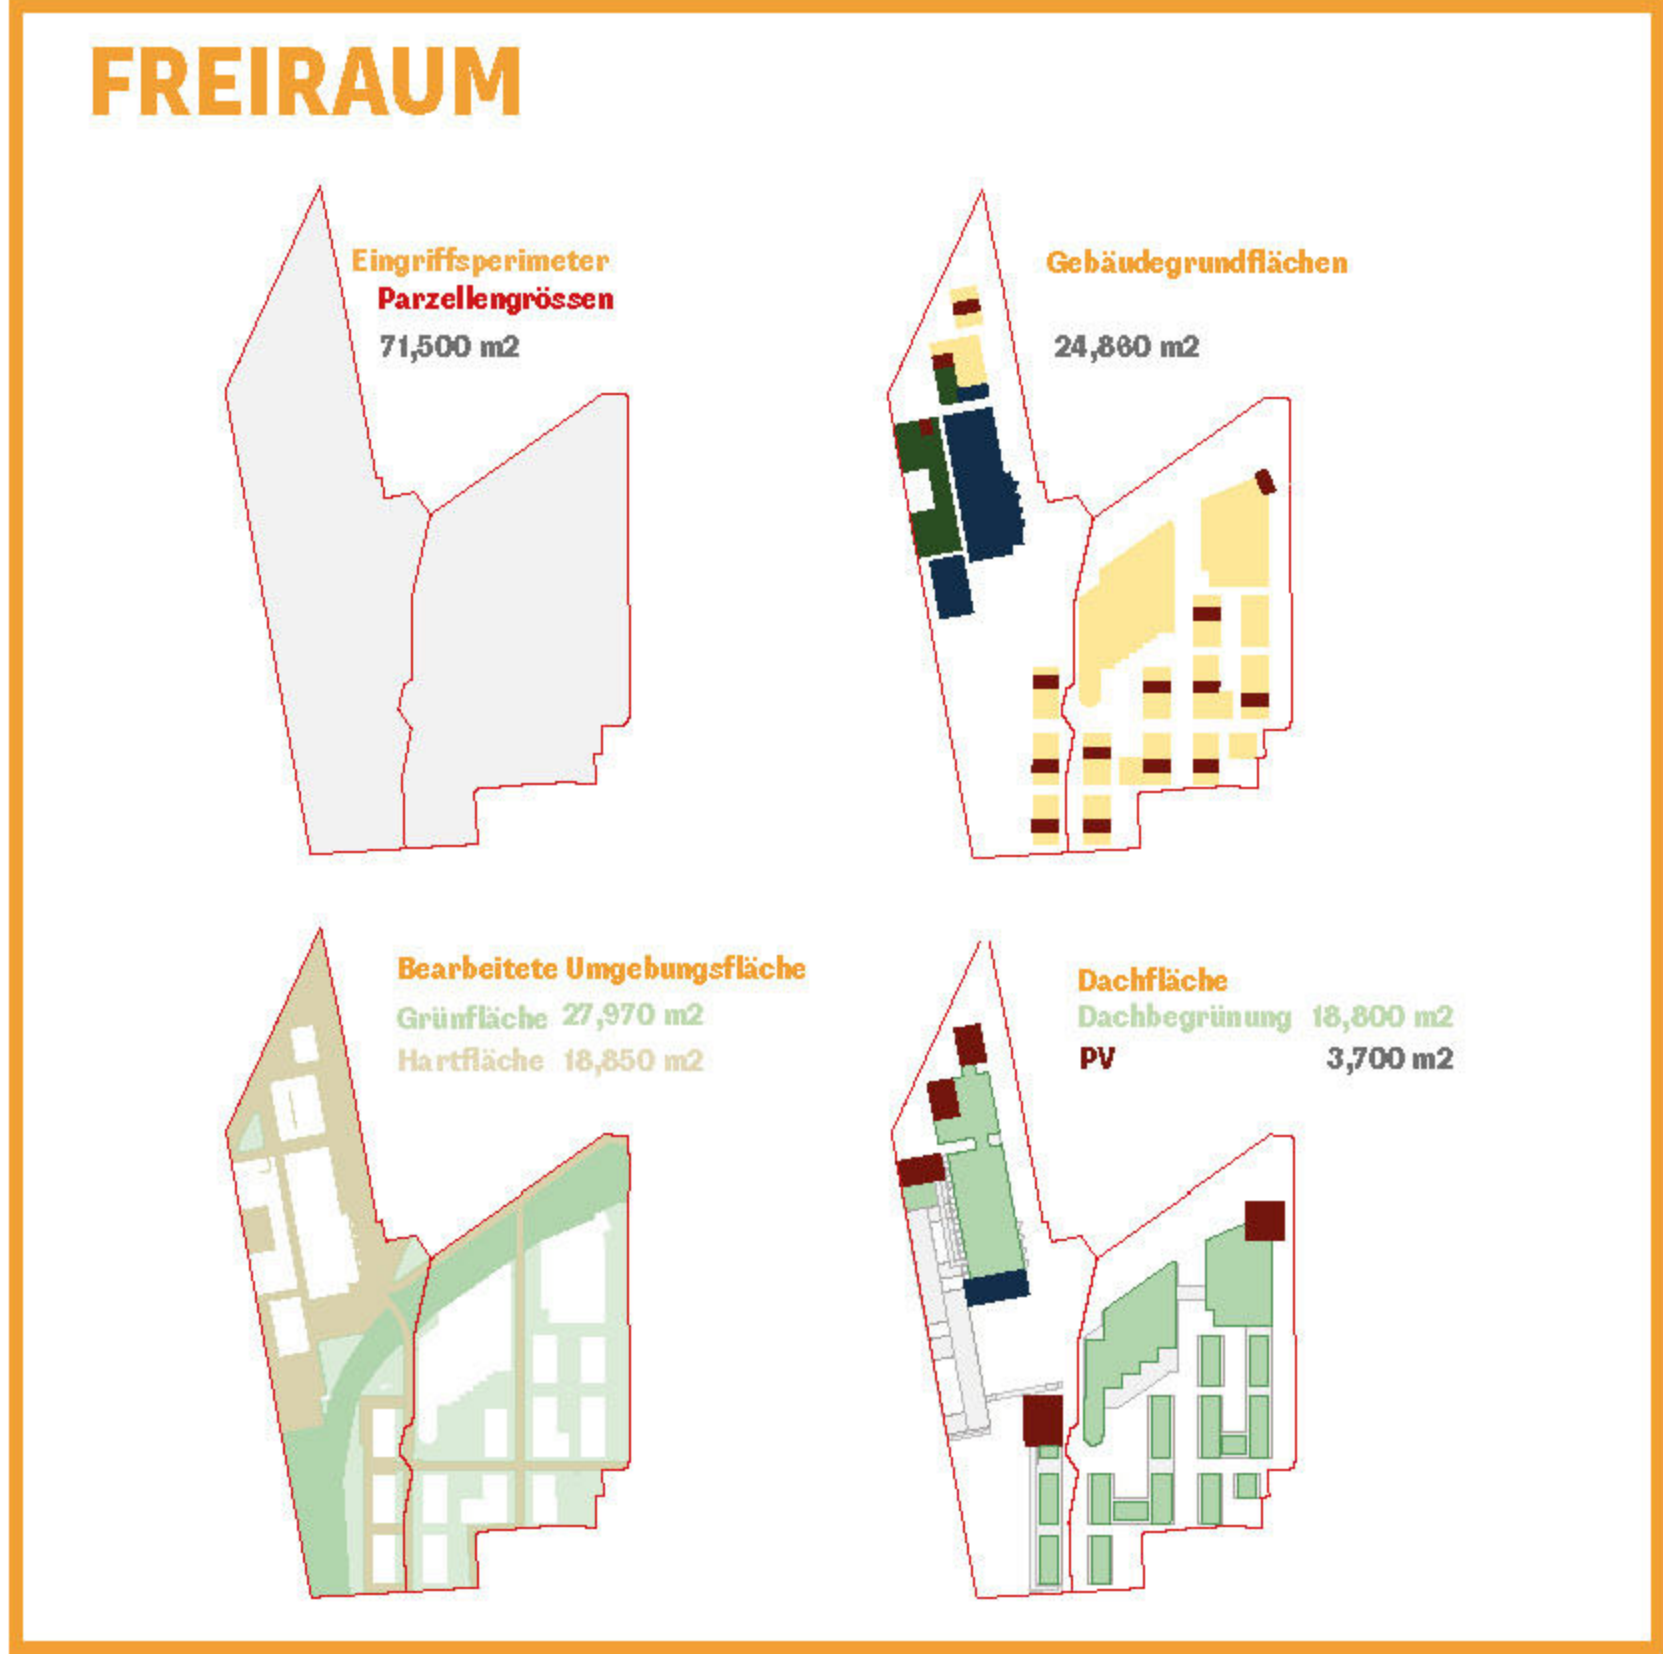 FREIRAUM
Eingriffsperimeter
Parzellengrössen
71,500 m2
Gebäudegrundflächen
24,860 m2
Bearbeitete Umgebungsfläche
Grünfläche 27,970 m2
Hartfläche 18,850 m2
Dachfläche
Dachbegrünung 18,800 m2
PV 3,700 m2